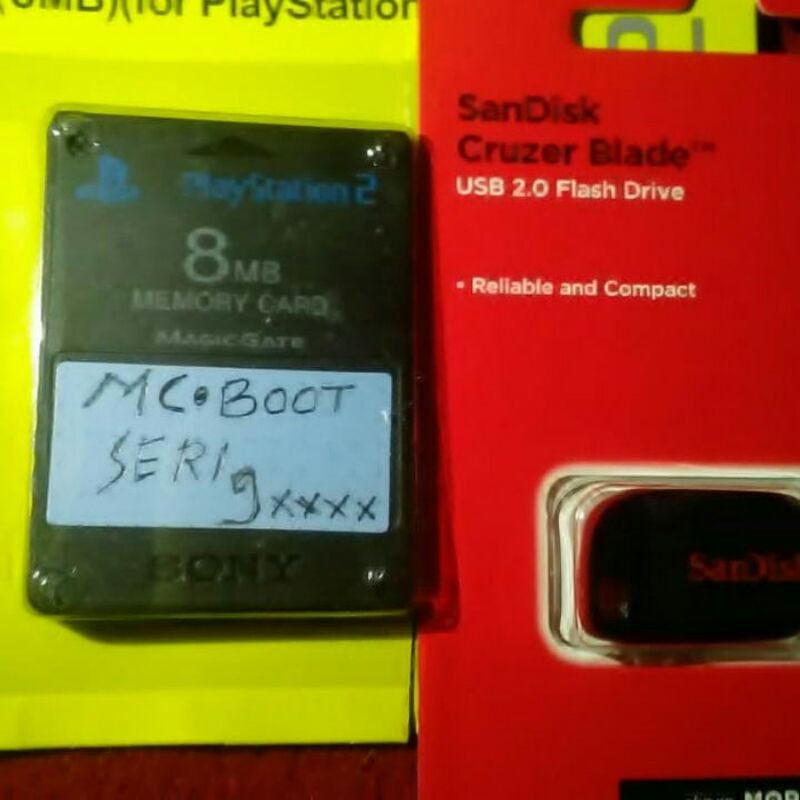 (8MB)(for PlayStation
PlayStation 2
8MB
MEMORY CARD
MAGICGATE
MC.BOOT
SERI 9xxxx
SONY
SanDisk
Cruzer Blade™
USB 2.0 Flash Drive
• Reliable and Compact
SanDisk